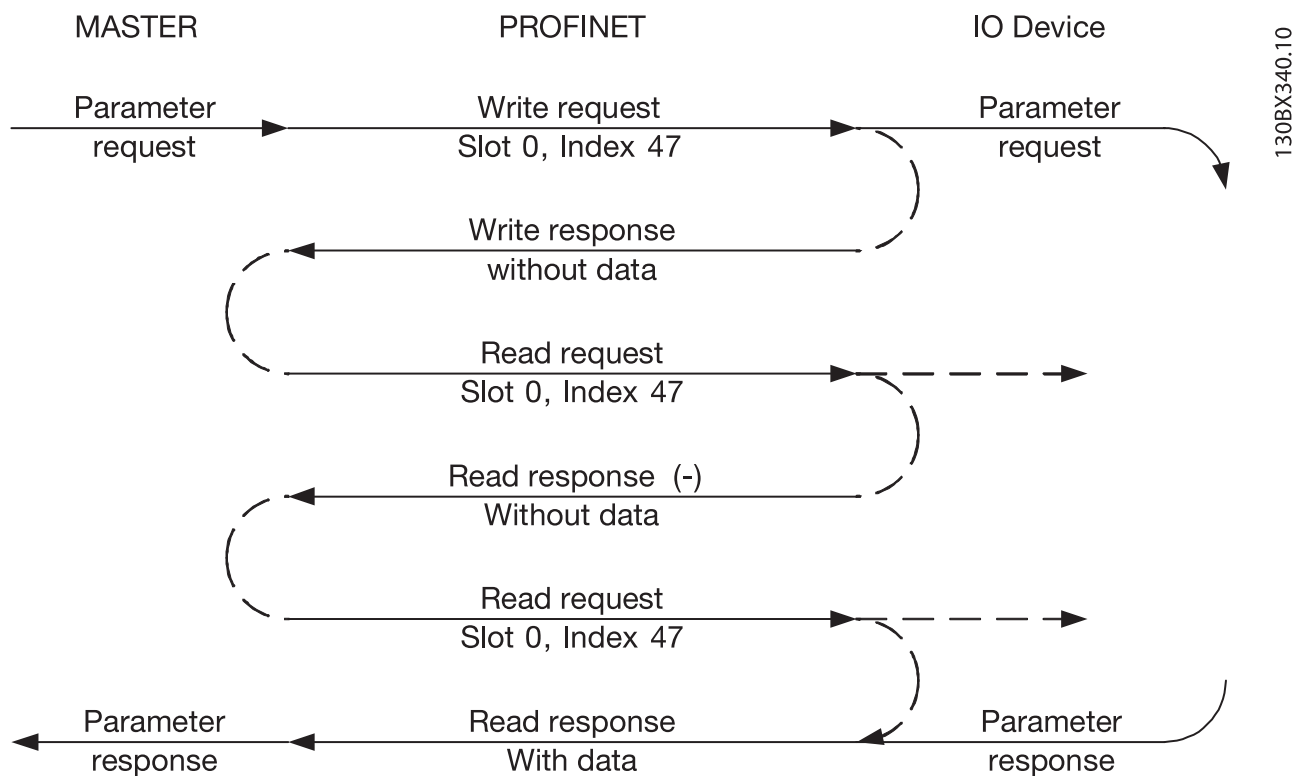 MASTER PROFINET IO Device
130BX340.10
Parameter Write request Parameter
request Slot 0, Index 47 request
Write response
without data
Read request
Slot 0, Index 47
Read response (-)
Without data
Read request
Slot 0, Index 47
Parameter Read response Parameter
response With data response